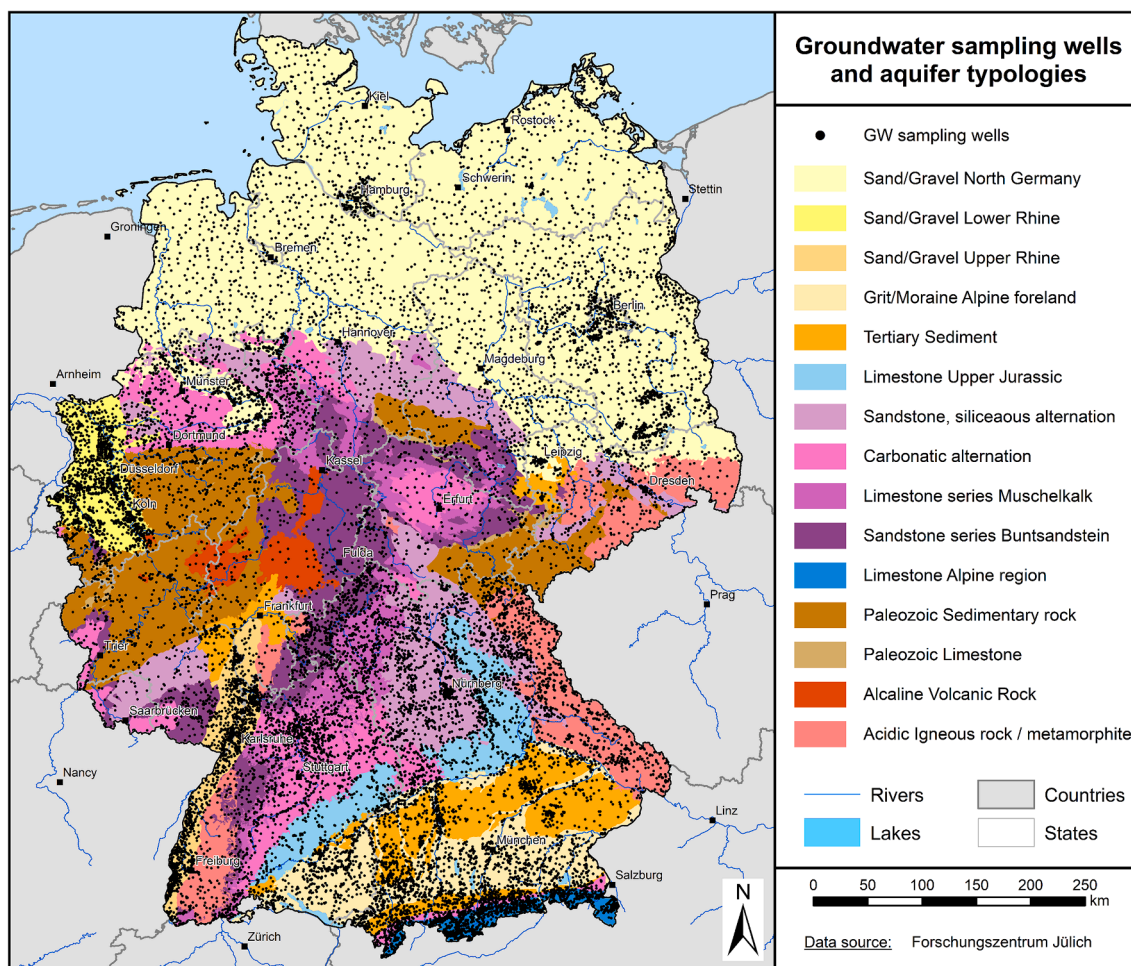 Groundwater sampling wells
and aquifer typologies
GW sampling wells
Sand/Gravel North Germany
Sand/Gravel Lower Rhine
Sand/Gravel Upper Rhine
Grit/Moraine Alpine foreland
Tertiary Sediment
Limestone Upper Jurassic
Sandstone, siliceaous alternation
Carbonatic alternation
Limestone series Muschelkalk
Sandstone series Buntsandstein
Limestone Alpine region
Paleozoic Sedimentary rock
Paleozoic Limestone
Alcaline Volcanic Rock
Acidic Igneous rock / metamorphite
Rivers
Countries
Lakes
States
0 50 100 150 200 250
km
Data source: Forschungszentrum Jülich
Kiel
Rostock
Schwerin
Hamburg
Stettin
Groningen
Bremen
Berlin
Hannover
Magdeburg
Arnheim
Münster
Dortmund
Leipzig
Kassel
Düsseldorf
Dresden
Erfurt
Köln
Fulda
Prag
Frankfurt
Trier
Nürnberg
Saarbrücken
Karlsruhe
Stuttgart
Nancy
Linz
München
Freiburg
Salzburg
Zürich
N